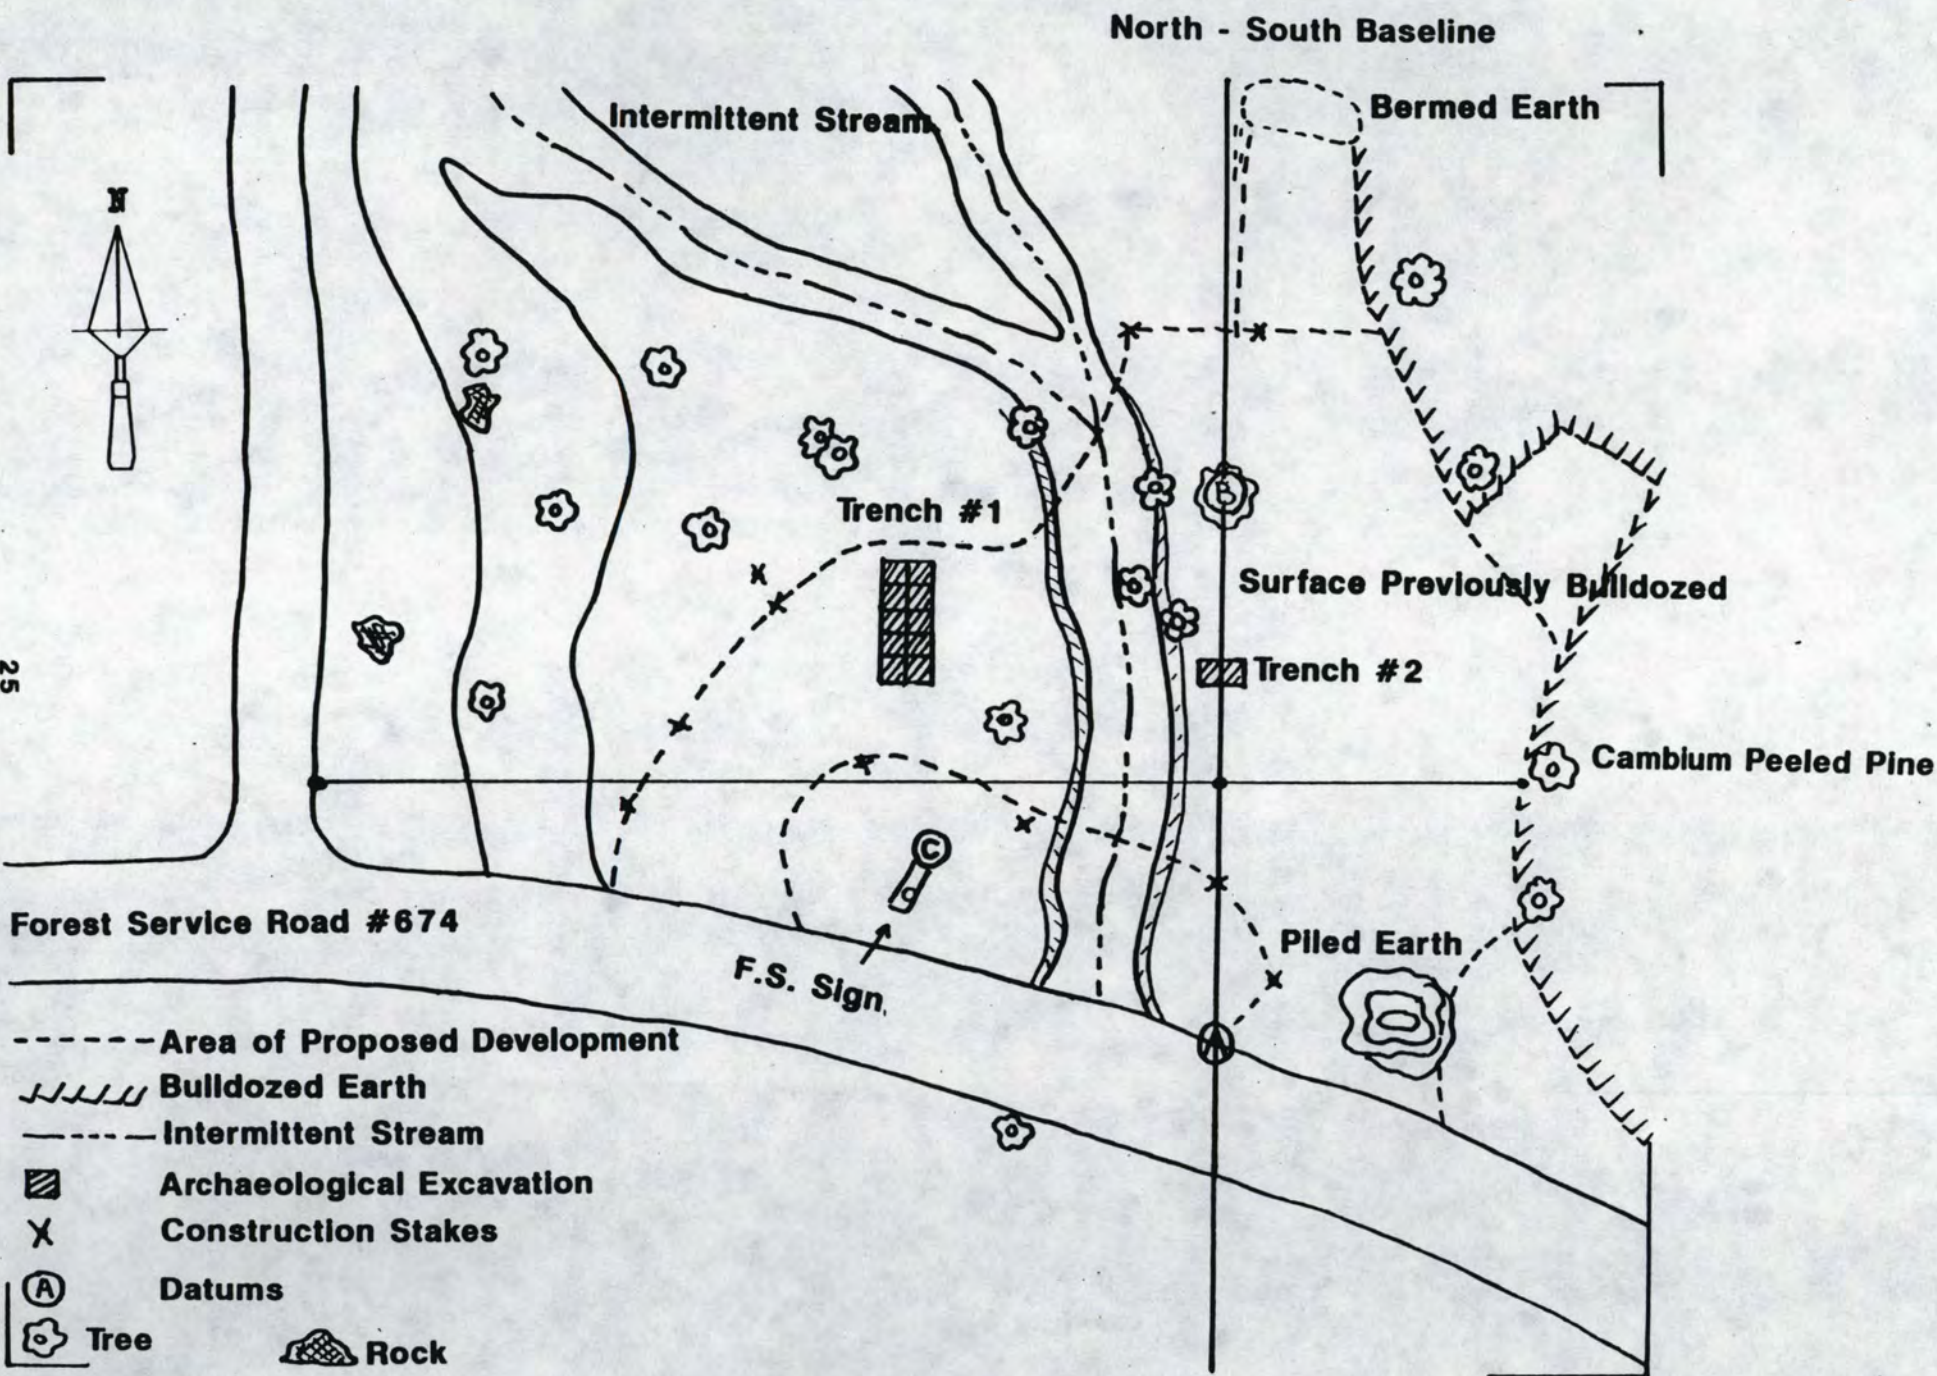 North - South Baseline
Intermittent Stream
Bermed Earth
N
Trench #1
B
Surface Previously Bulldozed
25
Trench #2
Cambium Peeled Pine
C
Forest Service Road #674
Piled Earth
F.S. Sign
A
Area of Proposed Development
Bulldozed Earth
Intermittent Stream
Archaeological Excavation
X Construction Stakes
A Datums
Tree
Rock